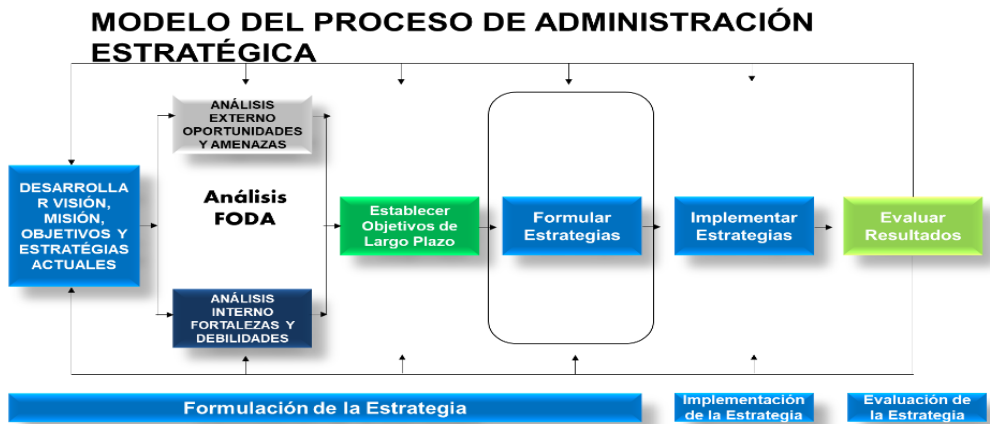 MODELO DEL PROCESO DE ADMINISTRACIÓN
ESTRATÉGICA
ANÁLISIS
EXTERNO
OPORTUNIDADES
Y AMENAZAS
DESARROLLA
R VISIÓN,
MISIÓN,
OBJETIVOS Y
ESTRATÉGIAS
ACTUALES
Análisis
FODA
Establecer
Objetivos de
Largo Plazo
Formular
Estrategias
Implementar
Estrategias
Evaluar
Resultados
ANÁLISIS
INTERNO
FORTALEZAS Y
DEBILIDADES
Formulación de la Estrategia
Implementación
de la Estrategia
Evaluación de
la Estrategia